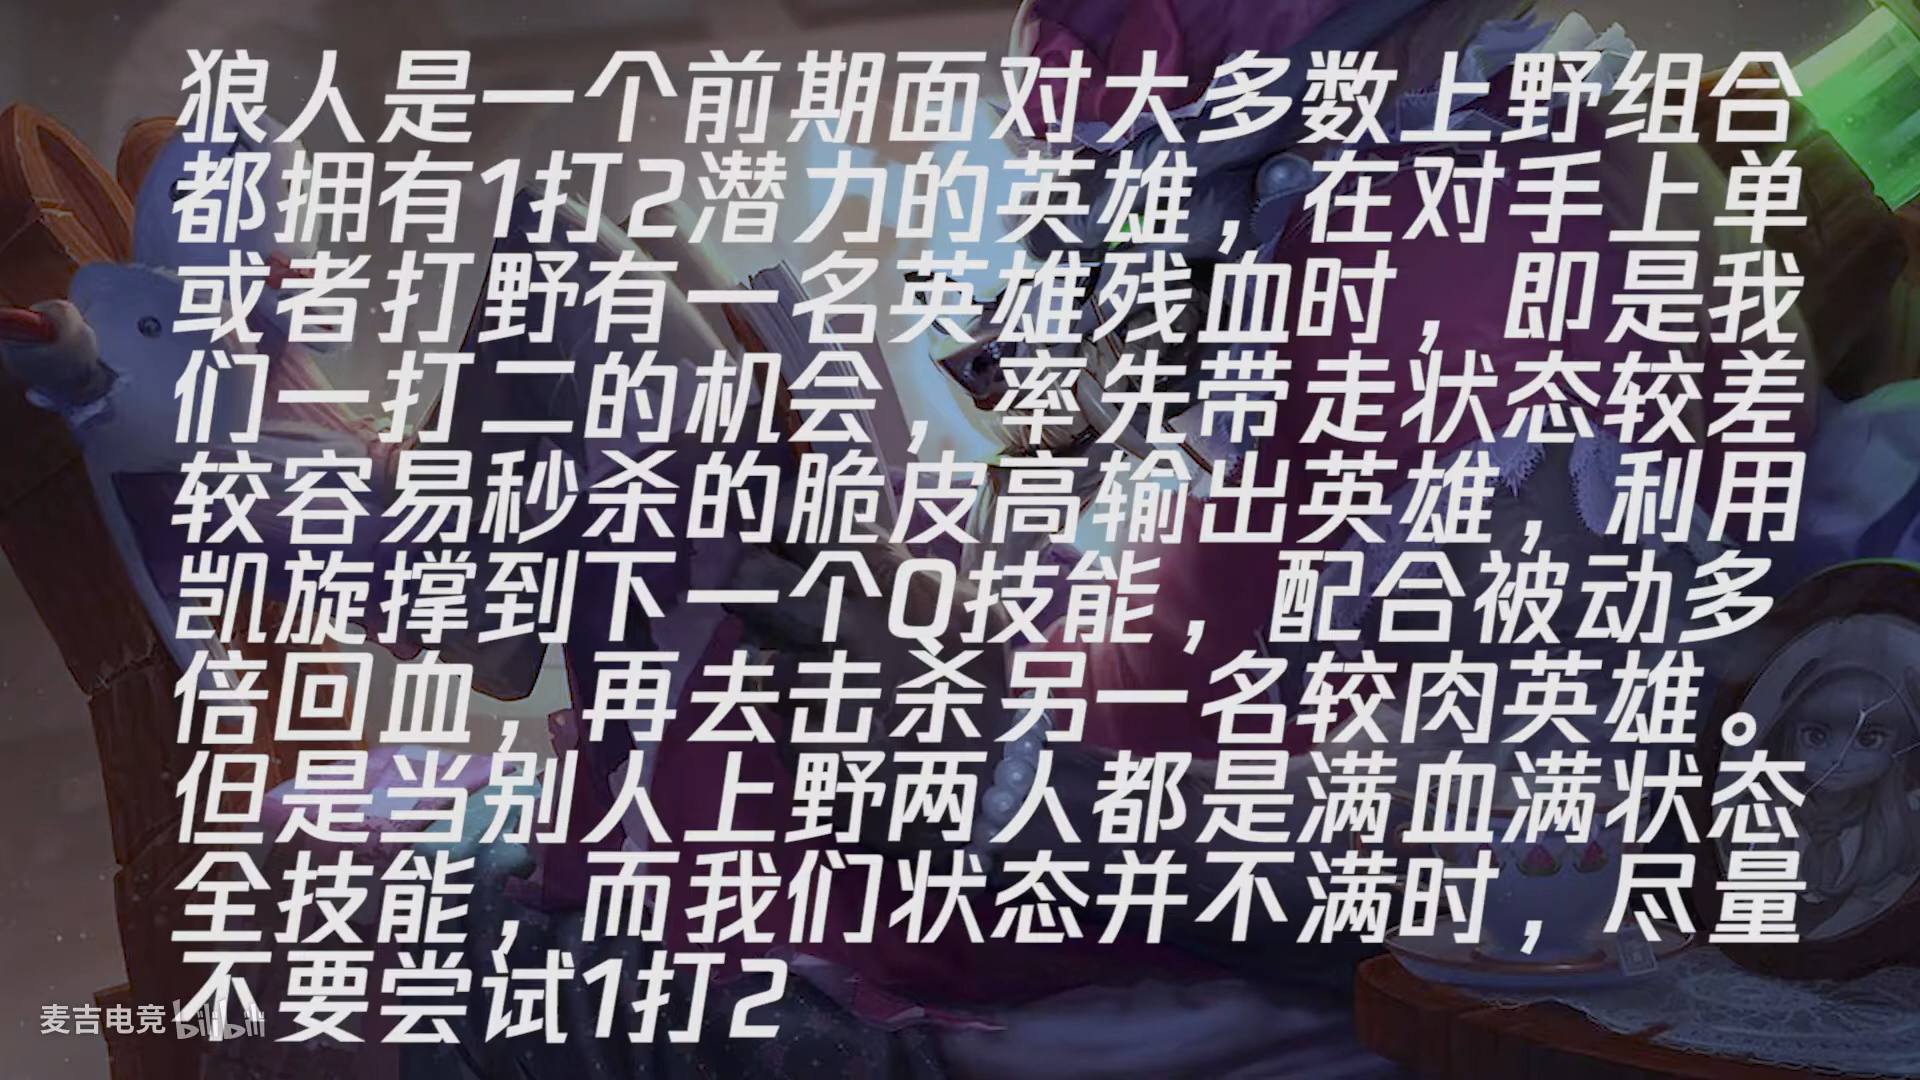 狼人是一个前期面对大多数上野组合
都拥有1打2潜力的英雄，在对手上单
或者打野有一名英雄残血时，即是我
们一打二的机会，率先带走状态较差
较容易秒杀的脆皮高输出英雄，利用
凯旋撑到下一个Q技能，配合被动多
倍回血，再去击杀另一名较肉英雄。
但是当别人上野两人都是满血满状态
全技能，而我们状态并不满时，尽量
不要尝试1打2
麦吉电竞 bilibili